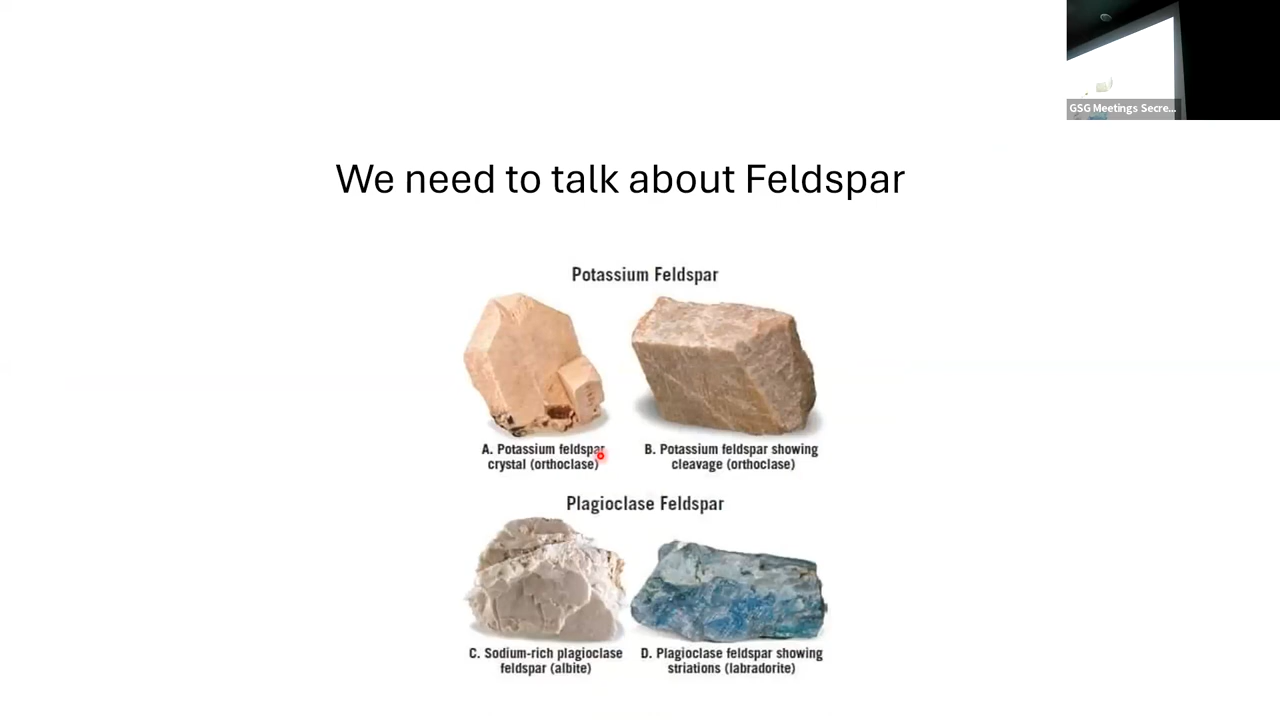 GSG Meetings Secre...
We need to talk about Feldspar
Potassium Feldspar
A. Potassium feldspar
crystal (orthoclase)
B. Potassium feldspar showing
cleavage (orthoclase)
Plagioclase Feldspar
C. Sodium-rich plagioclase
feldspar (albite)
D. Plagioclase feldspar showing
striations (labradorite)